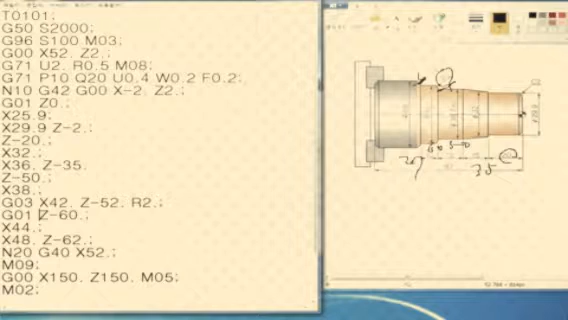 T0101;
G50 S2000;
G96 S100 M03;
G00 X52. Z2.;
G71 U2. R0.5 M08;
G71 P10 Q20 U0.4 W0.2 F0.2;
N10 G42 G00 X-2. Z2.;
G01 Z0.;
X25.9;
X29.9 Z-2.;
Z-20.;
X32.;
X36. Z-35.
Z-50.;
X38.;
G03 X42. Z-52. R2.;
G01 Z-60.;
X44.;
X48. Z-62.;
N20 G40 X52.;
M09;
G00 X150. Z150. M05;
M02;
35